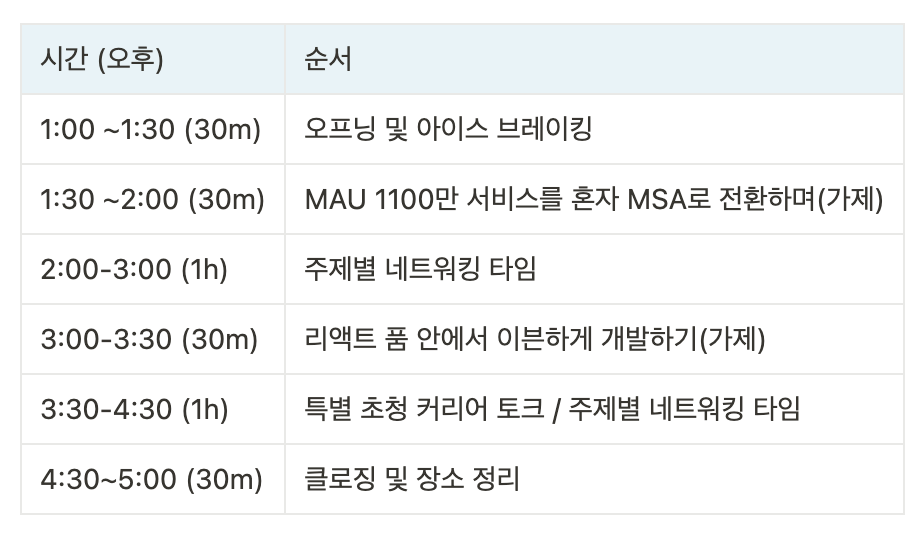 시간 (오후) 순서
1:00 ~1:30 (30m) 오프닝 및 아이스 브레이킹
1:30 ~2:00 (30m) MAU 1100만 서비스를 혼자 MSA로 전환하며(가제)
2:00-3:00 (1h) 주제별 네트워킹 타임
3:00-3:30 (30m) 리액트 품 안에서 이븐하게 개발하기(가제)
3:30-4:30 (1h) 특별 초청 커리어 토크 / 주제별 네트워킹 타임
4:30~5:00 (30m) 클로징 및 장소 정리